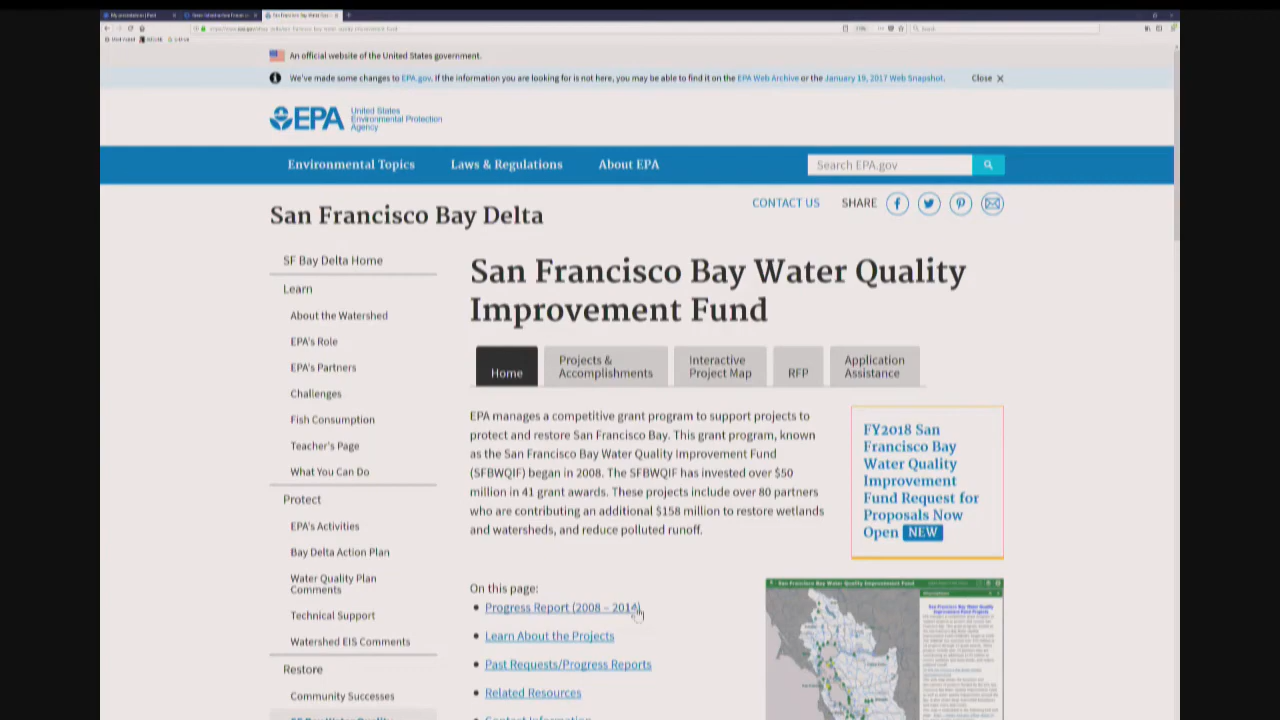 An official website of the United States government.
We've made some changes to EPA.gov. If the information you are looking for is not here, you may be able to find it on the EPA Web Archive or the January 19, 2017 Web Snapshot.
Close X
EPA
United States
Environmental Protection
Agency
Environmental Topics
Laws & Regulations
About EPA
Search EPA.gov
San Francisco Bay Delta
CONTACT US
SHARE
SF Bay Delta Home
Learn
About the Watershed
EPA's Role
EPA's Partners
Challenges
Fish Consumption
Teacher's Page
What You Can Do
Protect
EPA's Activities
Bay Delta Action Plan
Water Quality Plan
Comments
Technical Support
Watershed EIS Comments
Restore
Community Successes
San Francisco Bay Water Quality
Improvement Fund
Home
Projects &
Accomplishments
Interactive
Project Map
RFP
Application
Assistance
EPA manages a competitive grant program to support projects to
protect and restore San Francisco Bay. This grant program, known
as the San Francisco Bay Water Quality Improvement Fund
(SFBWQIF) began in 2008. The SFBWQIF has invested over $50
million in 41 grant awards. These projects include over 80 partners
who are contributing an additional $158 million to restore wetlands
and watersheds, and reduce polluted runoff.
FY2018 San
Francisco Bay
Water Quality
Improvement
Fund Request for
Proposals Now
Open NEW
On this page:
Progress Report (2008 – 2014)
Learn About the Projects
Past Requests/Progress Reports
Related Resources
Contact Information
San Francisco Bay Water Quality Improvement Fund
San Francisco Bay Water Quality
Improvement Fund Projects